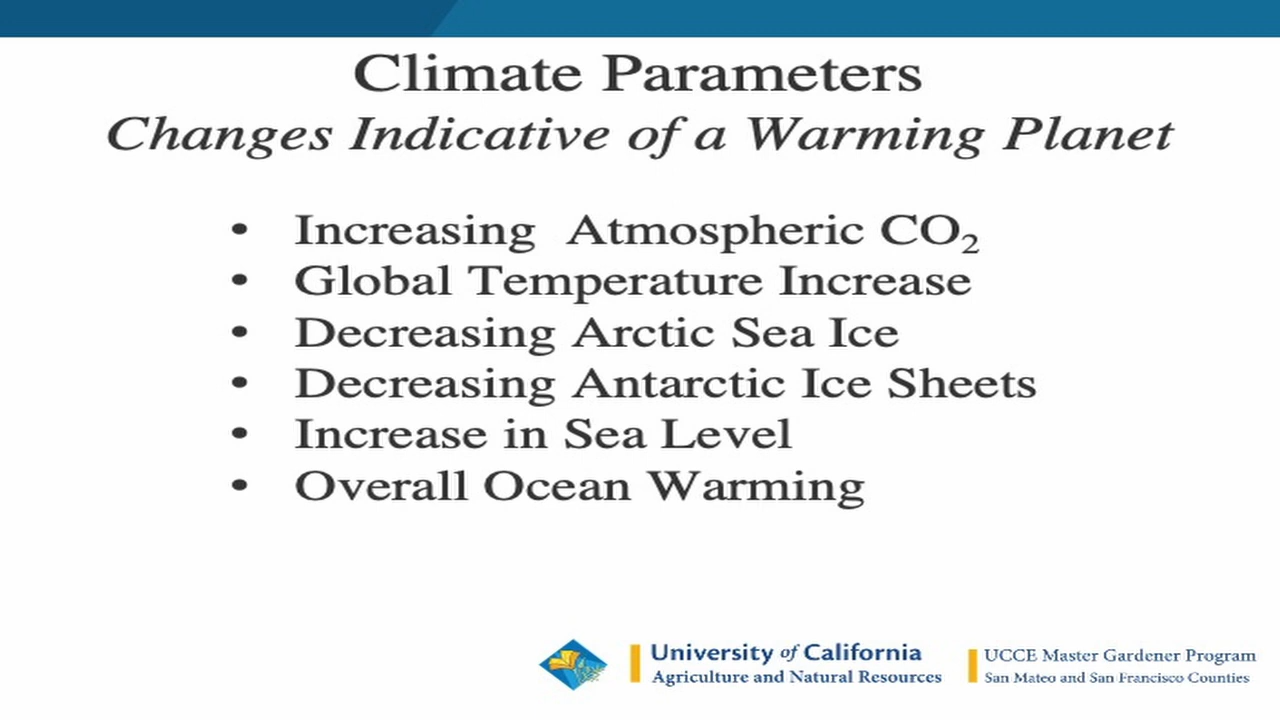 Climate Parameters
Changes Indicative of a Warming Planet
• Increasing Atmospheric CO₂
• Global Temperature Increase
• Decreasing Arctic Sea Ice
• Decreasing Antarctic Ice Sheets
• Increase in Sea Level
• Overall Ocean Warming
University of California
Agriculture and Natural Resources
UCCE Master Gardener Program
San Mateo and San Francisco Counties